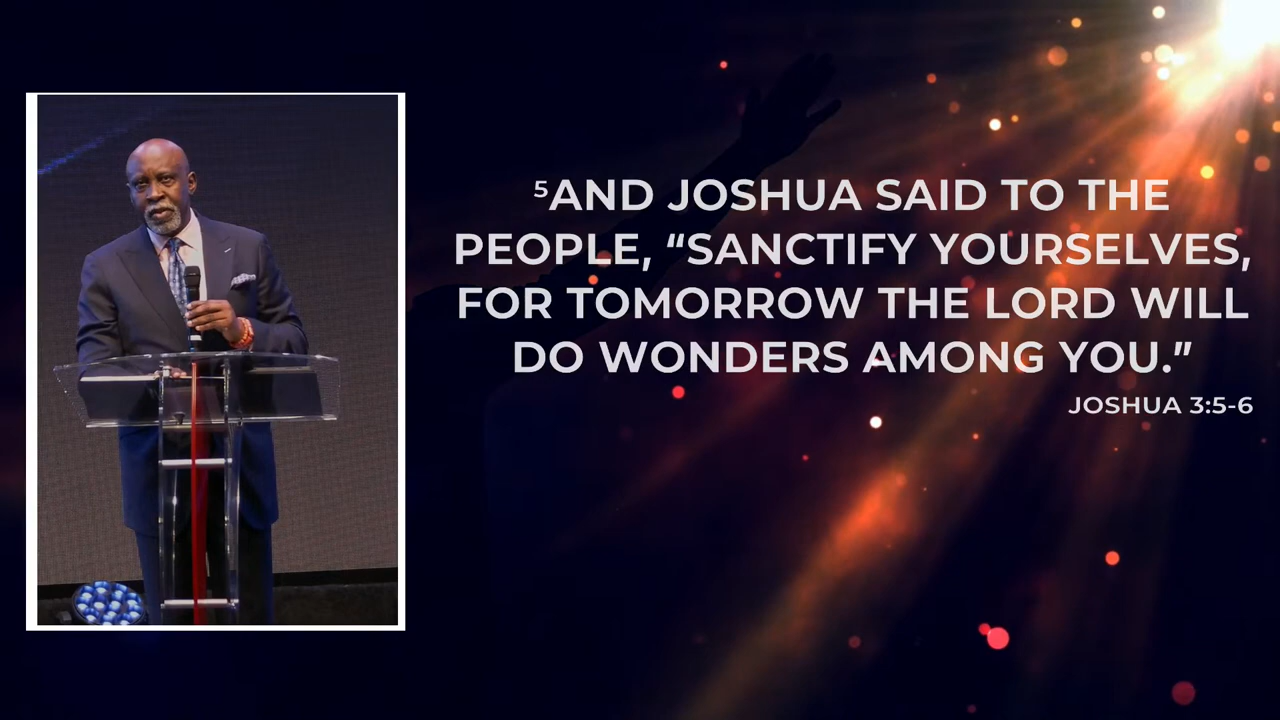 ⁵AND JOSHUA SAID TO THE
PEOPLE, “SANCTIFY YOURSELVES,
FOR TOMORROW THE LORD WILL
DO WONDERS AMONG YOU.”
JOSHUA 3:5-6